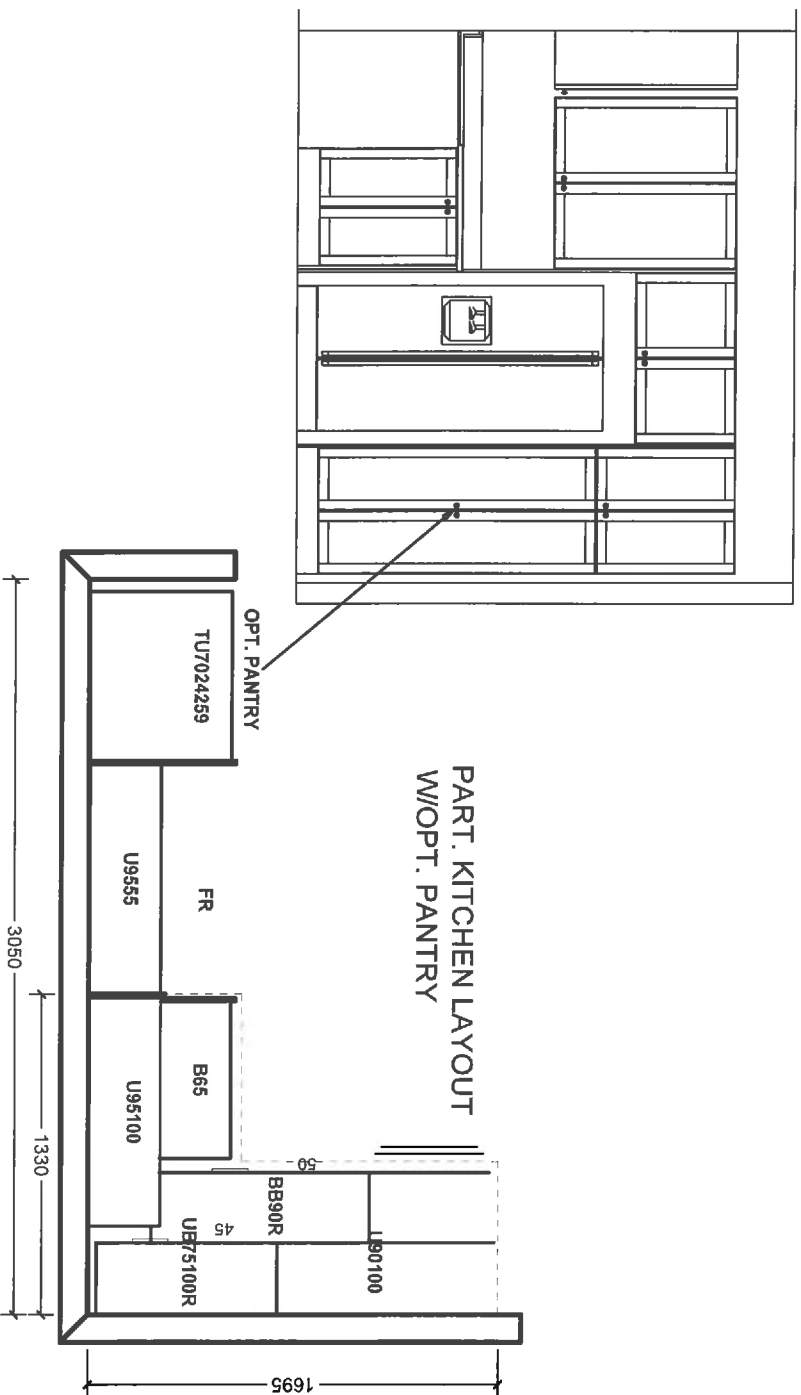 PART. KITCHEN LAYOUT
W/OPT. PANTRY
OPT. PANTRY
TU7024259
U9555
FR
B65
U95100
50
BB90R
45
UB75100R
U90100
3050
1330
1695